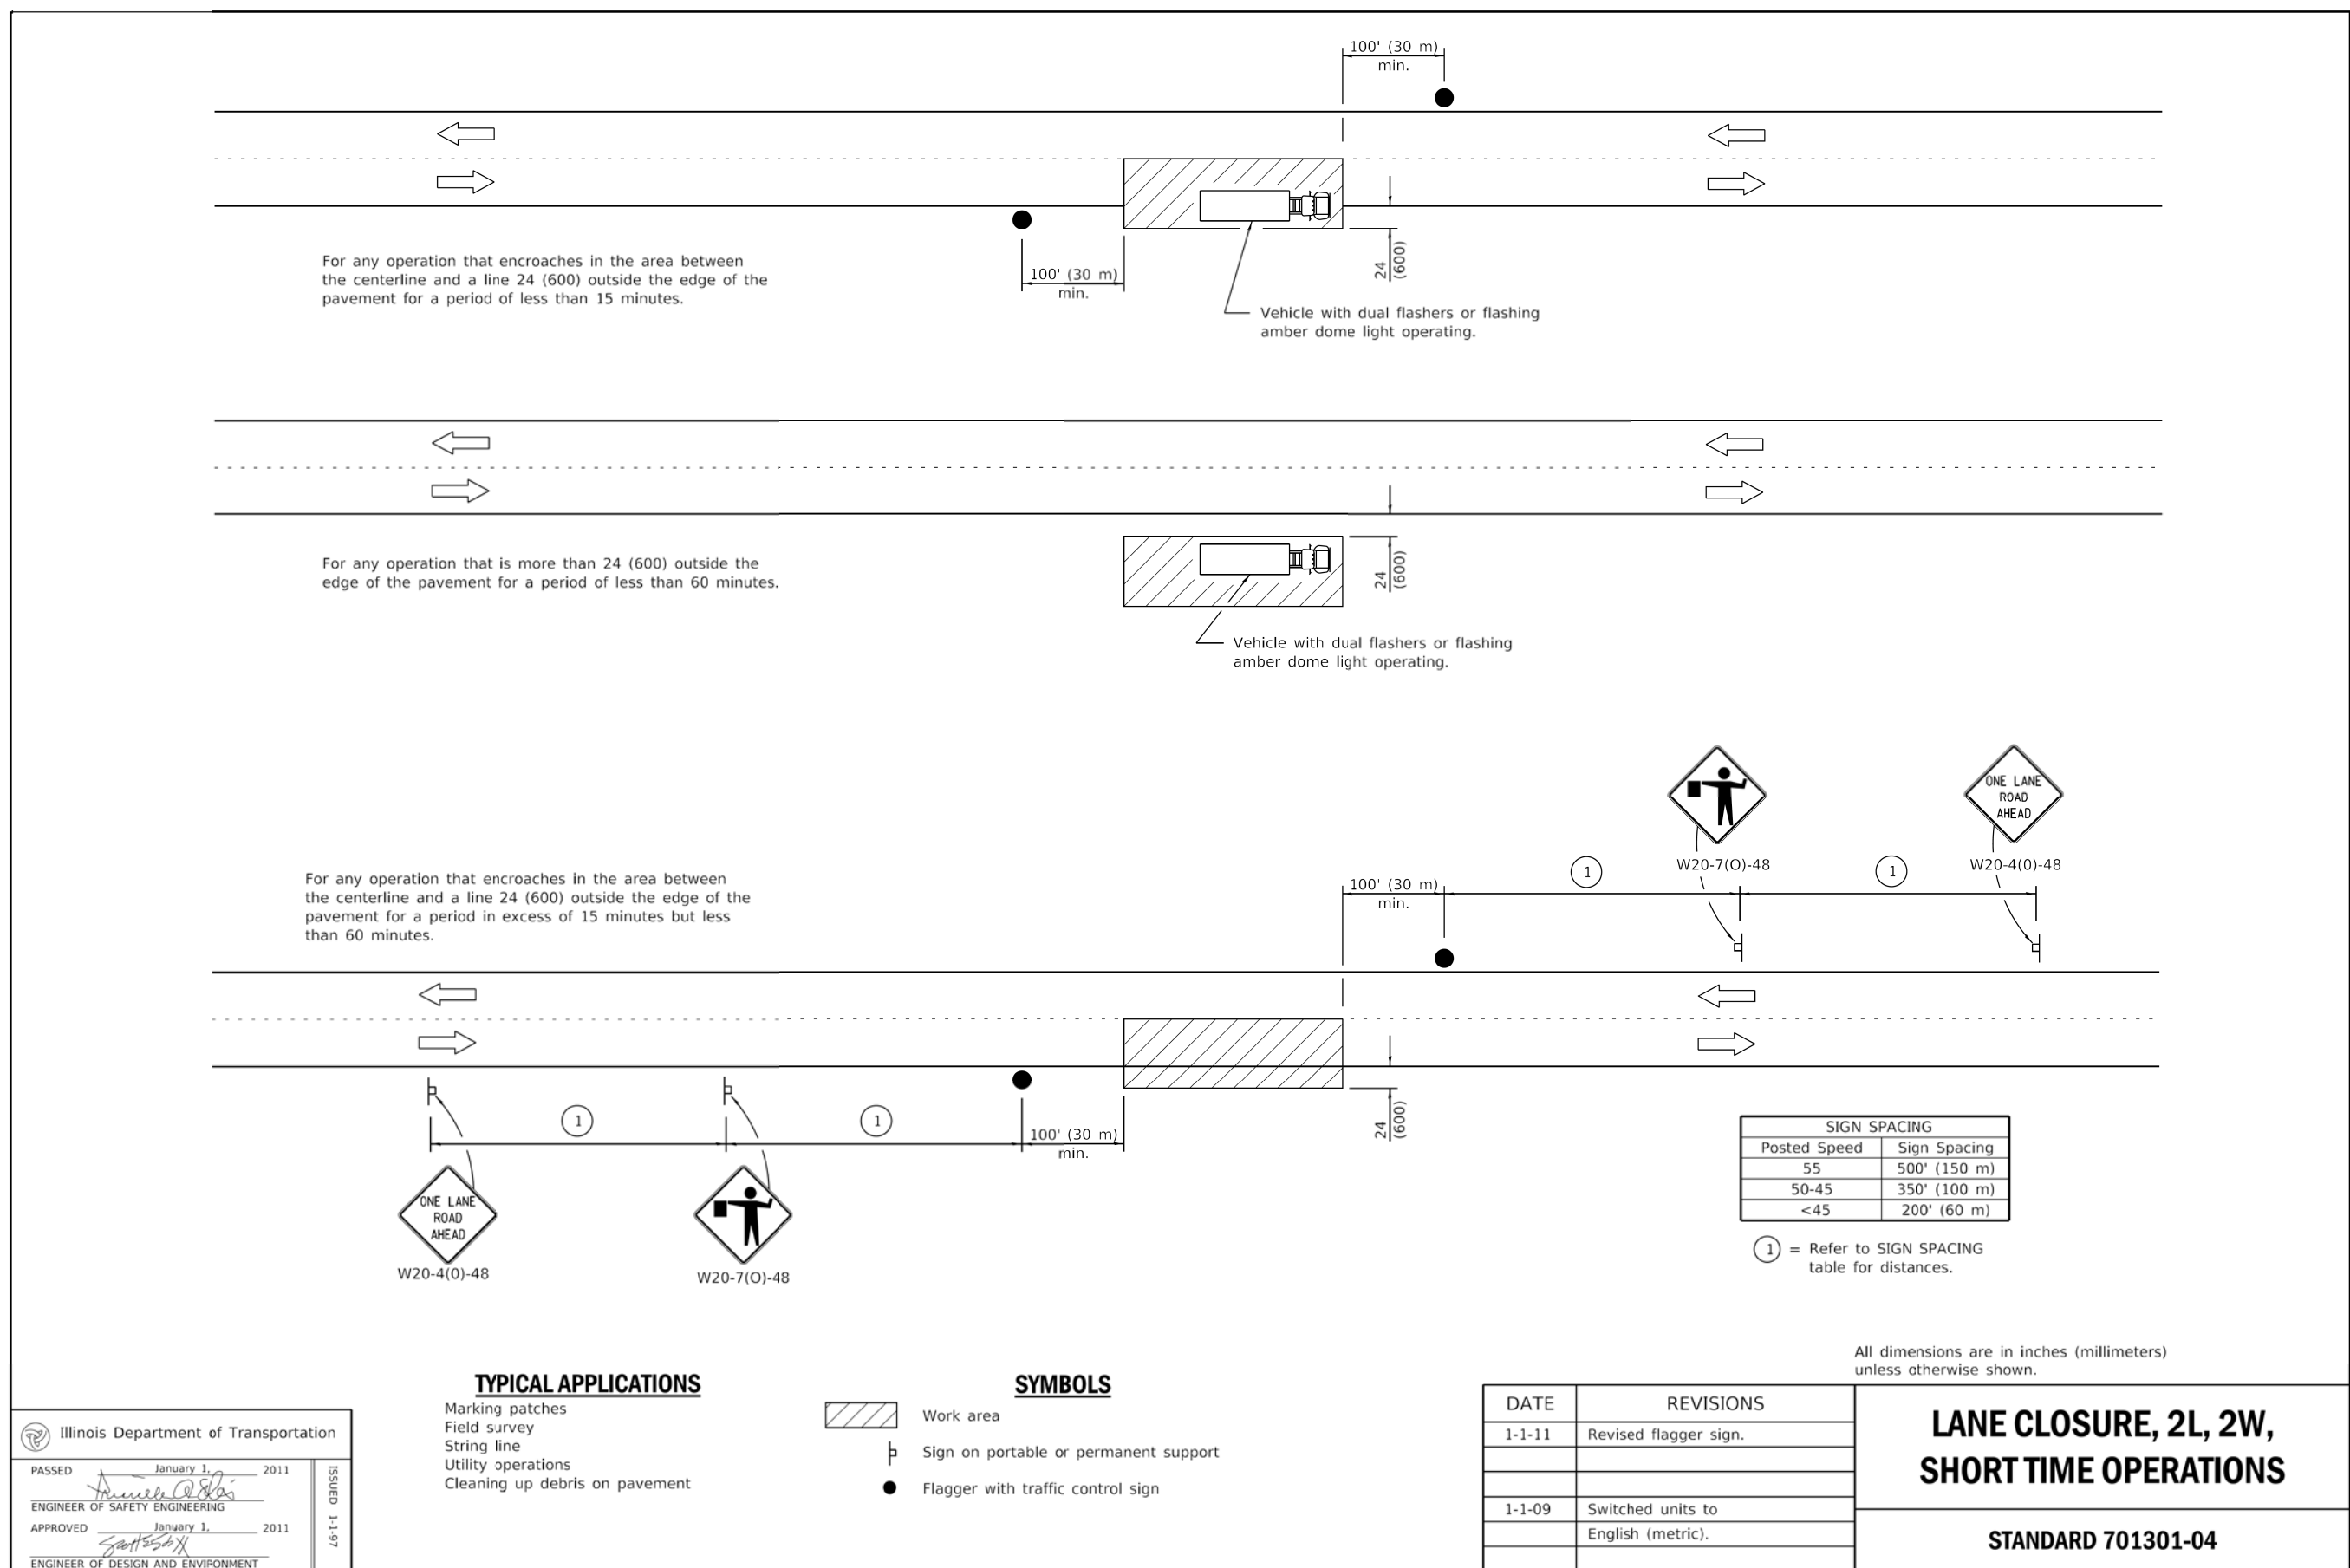 100' (30 m)
min.
For any operation that encroaches in the area between
the centerline and a line 24 (600) outside the edge of the
pavement for a period of less than 15 minutes.
100' (30 m)
min.
24
(600)
Vehicle with dual flashers or flashing
amber dome light operating.
For any operation that is more than 24 (600) outside the
edge of the pavement for a period of less than 60 minutes.
24
(600)
Vehicle with dual flashers or flashing
amber dome light operating.
ONE LANE
ROAD
AHEAD
W20-7(O)-48
W20-4(0)-48
For any operation that encroaches in the area between
the centerline and a line 24 (600) outside the edge of the
pavement for a period in excess of 15 minutes but less
than 60 minutes.
100' (30 m)
min.
1
1
1
1
100' (30 m)
min.
24
(600)
ONE LANE
ROAD
AHEAD
W20-4(0)-48
W20-7(O)-48
SIGN SPACING
Posted Speed Sign Spacing
55 500' (150 m)
50-45 350' (100 m)
<45 200' (60 m)
1 = Refer to SIGN SPACING
table for distances.
All dimensions are in inches (millimeters)
unless otherwise shown.
TYPICAL APPLICATIONS
Marking patches
Field survey
String line
Utility operations
Cleaning up debris on pavement
SYMBOLS
Work area
Sign on portable or permanent support
Flagger with traffic control sign
Illinois Department of Transportation
PASSED January 1, 2011
ENGINEER OF SAFETY ENGINEERING
APPROVED January 1, 2011
ENGINEER OF DESIGN AND ENVIRONMENT
ISSUED 1-1-97
DATE REVISIONS
1-1-11 Revised flagger sign.
1-1-09 Switched units to
English (metric).
LANE CLOSURE, 2L, 2W,
SHORT TIME OPERATIONS
STANDARD 701301-04